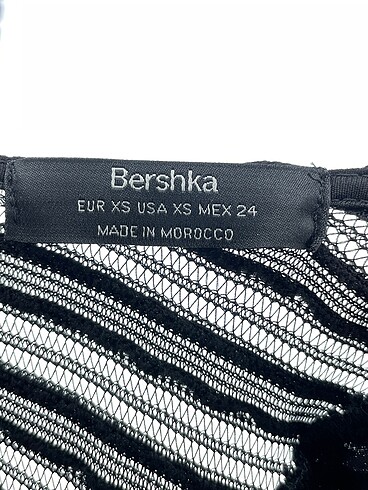 Bershka
EUR XS USA XS MEX 24
MADE IN MOROCCO